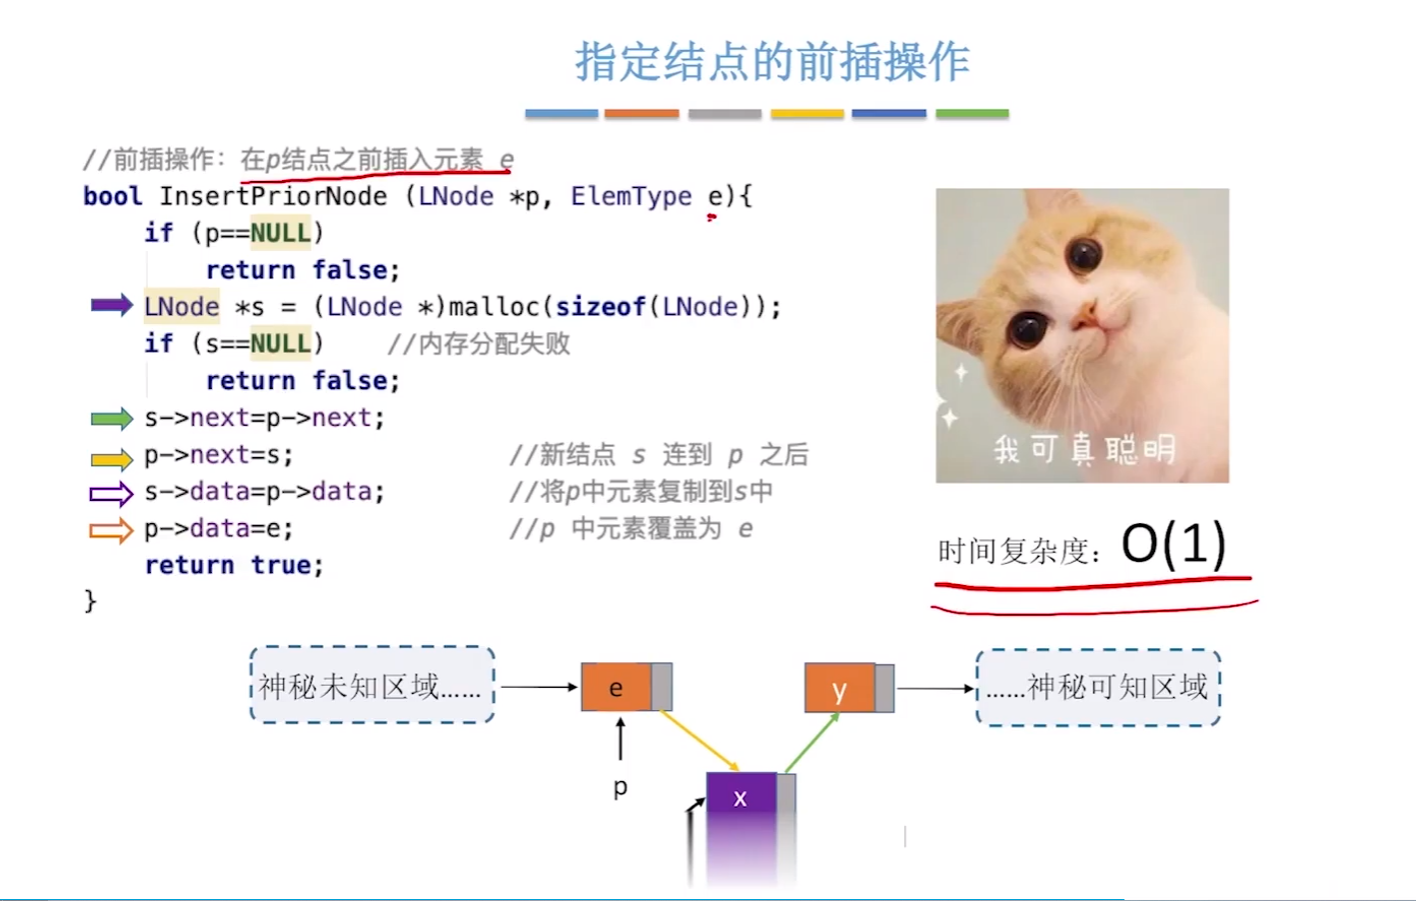 指定结点的前插操作
//前插操作：在p结点之前插入元素 e
bool InsertPriorNode (LNode *p, ElemType e){
if (p==NULL)
return false;
LNode *s = (LNode *)malloc(sizeof(LNode));
if (s==NULL) //内存分配失败
return false;
s->next=p->next;
p->next=s; //新结点 s 连到 p 之后
s->data=p->data; //将p中元素复制到s中
p->data=e; //p 中元素覆盖为 e
return true;
}
我可真聪明
时间复杂度：O(1)
神秘未知区域……
e
y
……神秘可知区域
p
x